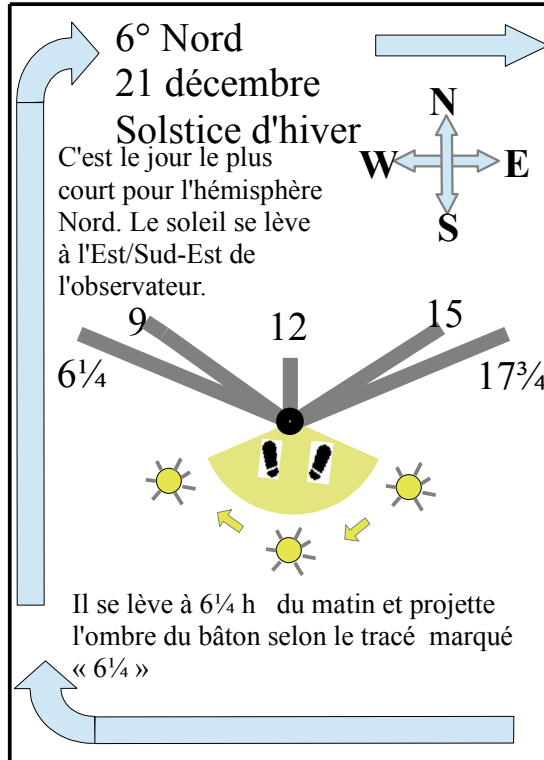 6° Nord
21 décembre
Solstice d'hiver
C'est le jour le plus
court pour l'hémisphère
Nord. Le soleil se lève
à l'Est/Sud-Est de
l'observateur.
N
W E
S
9 12 15
6¼ 17¾
Il se lève à 6¼ h du matin et projette
l'ombre du bâton selon le tracé marqué
« 6¼ »